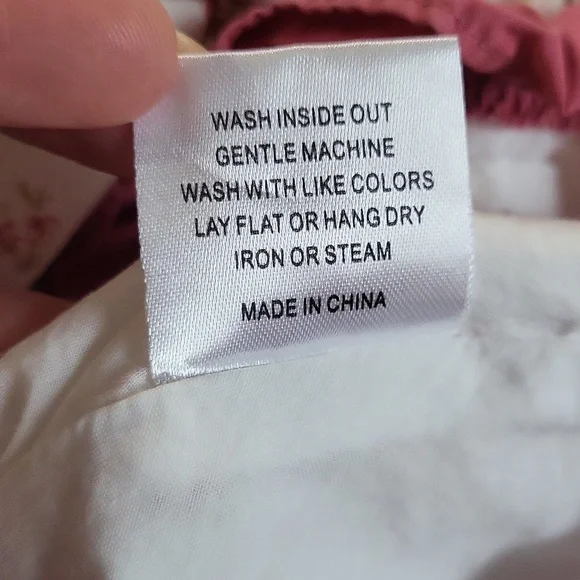 WASH INSIDE OUT
GENTLE MACHINE
WASH WITH LIKE COLORS
LAY FLAT OR HANG DRY
IRON OR STEAM
MADE IN CHINA